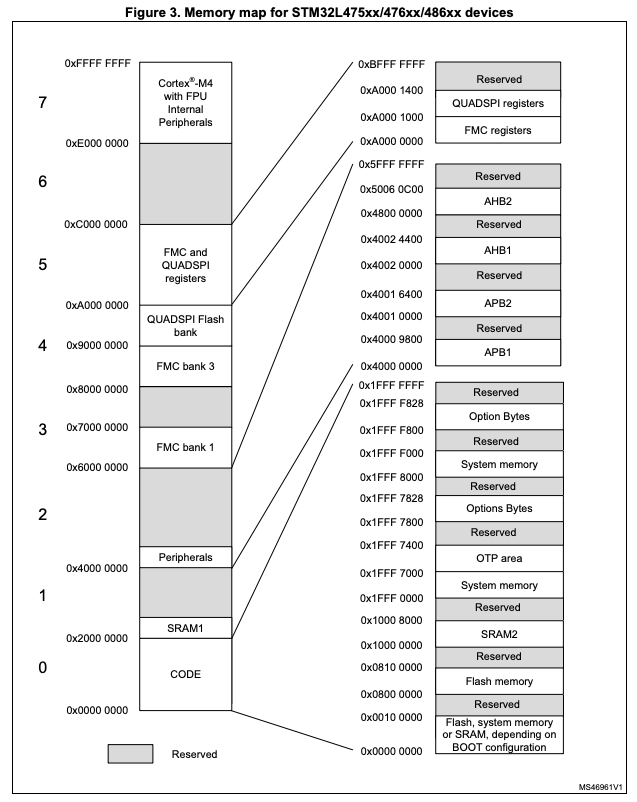 Figure 3. Memory map for STM32L475xx/476xx/486xx devices
0xFFFF FFFF
7
Cortex®-M4
with FPU
Internal
Peripherals
0xE000 0000
6
0xC000 0000
5
FMC and
QUADSPI
registers
0xA000 0000
QUADSPI Flash
bank
4
0x9000 0000
FMC bank 3
0x8000 0000
3
0x7000 0000
FMC bank 1
0x6000 0000
2
Peripherals
0x4000 0000
1
SRAM1
0x2000 0000
0
CODE
0x0000 0000
Reserved
0xBFFF FFFF
Reserved
0xA000 1400
QUADSPI registers
0xA000 1000
FMC registers
0xA000 0000
0x5FFF FFFF
Reserved
0x5006 0C00
AHB2
0x4800 0000
Reserved
0x4002 4400
AHB1
0x4002 0000
Reserved
0x4001 6400
APB2
0x4001 0000
Reserved
0x4000 9800
APB1
0x4000 0000
0x1FFF FFFF
Reserved
0x1FFF F828
Option Bytes
0x1FFF F800
Reserved
0x1FFF F000
System memory
0x1FFF 8000
Reserved
0x1FFF 7828
Options Bytes
0x1FFF 7800
Reserved
0x1FFF 7400
OTP area
0x1FFF 7000
System memory
0x1FFF 0000
Reserved
0x1000 8000
SRAM2
0x1000 0000
Reserved
0x0810 0000
Flash memory
0x0800 0000
Reserved
0x0010 0000
Flash, system memory
or SRAM, depending on
BOOT configuration
0x0000 0000
MS46961V1